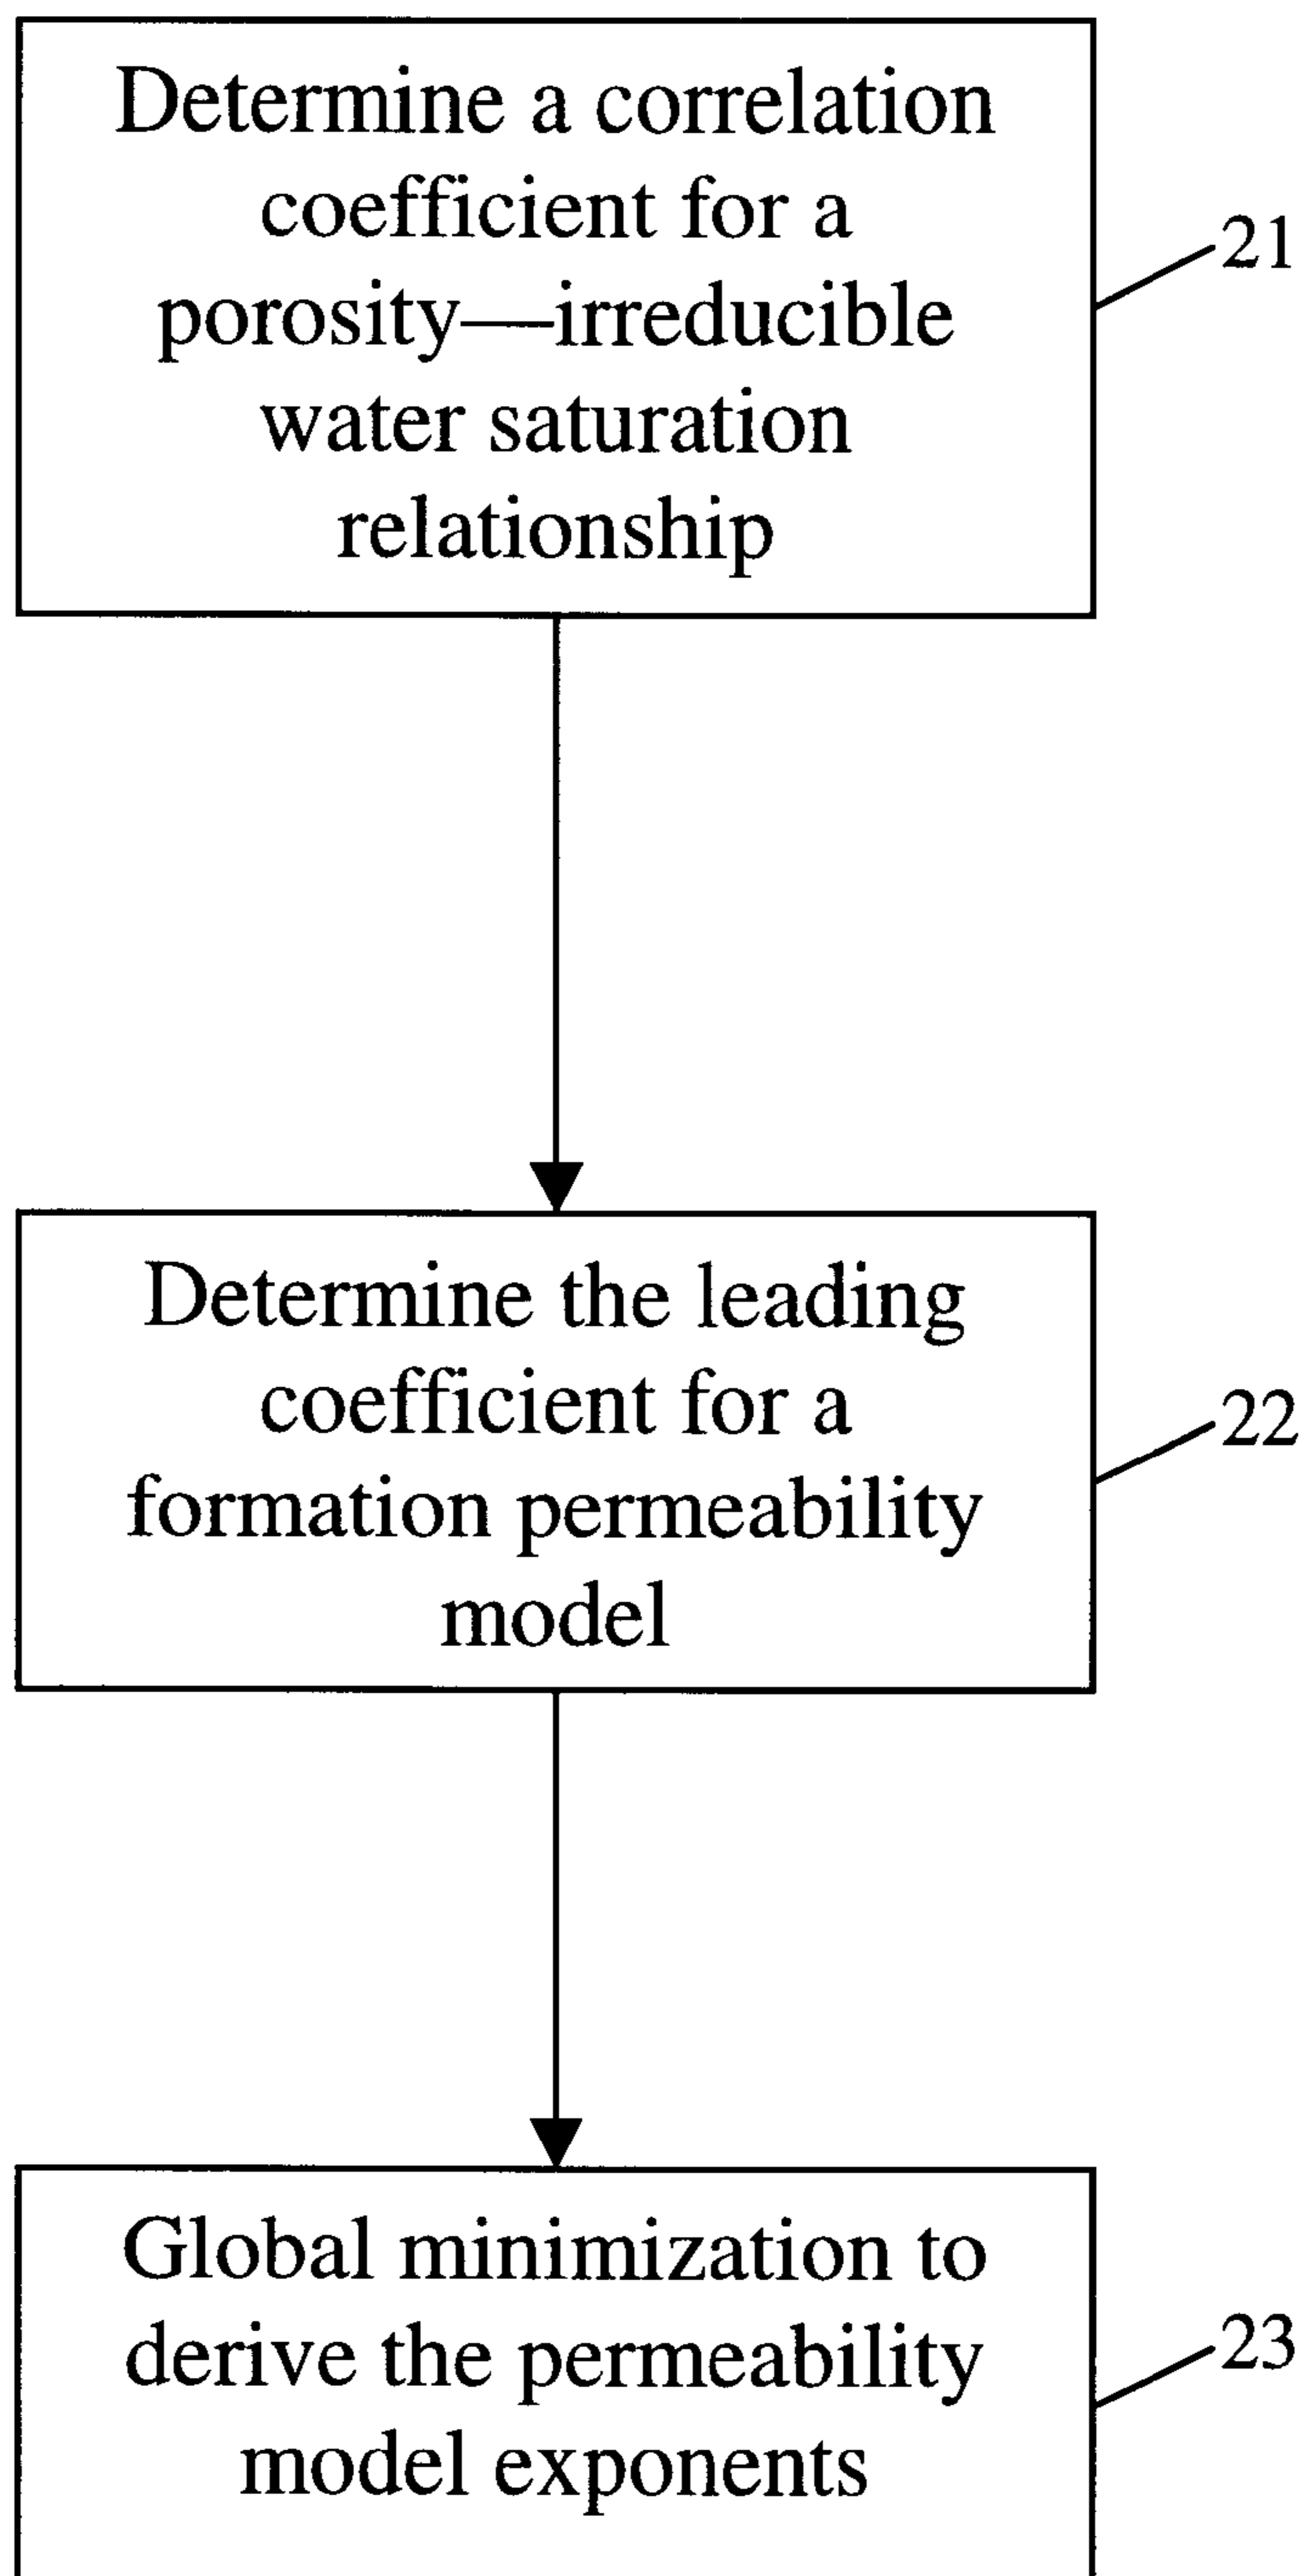 Determine a correlation
coefficient for a
porosity—irreducible
water saturation
relationship
21
Determine the leading
coefficient for a
formation permeability
model
22
Global minimization to
derive the permeability
model exponents
23